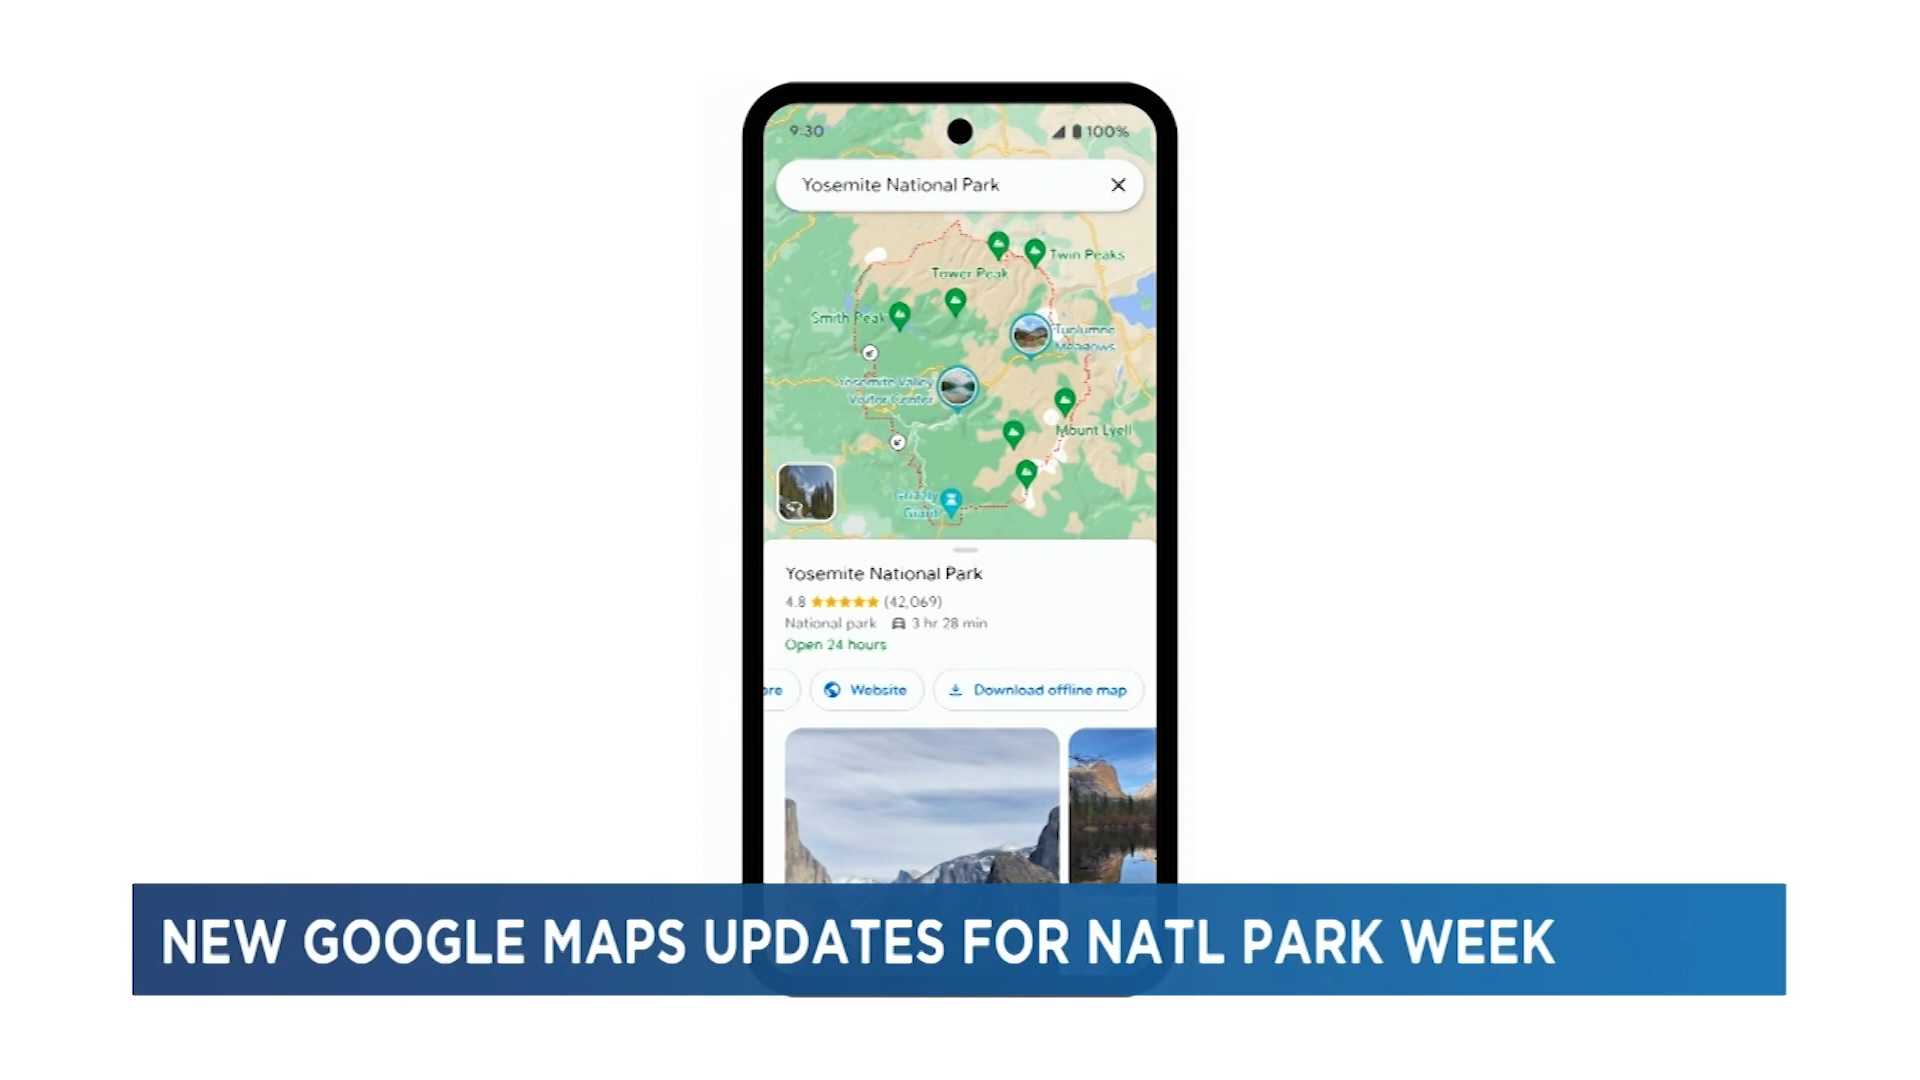 9:30
100%
Yosemite National Park
Twin Peaks
Tower Peak
Smith Peak
Tuolumne
Meadows
Yosemite Valley
Visitor Center
Mount Lyell
Grizzly
Giant
Yosemite National Park
4.8 (42,069)
National park 3 hr 28 min
Open 24 hours
Website
Download offline map
NEW GOOGLE MAPS UPDATES FOR NATL PARK WEEK